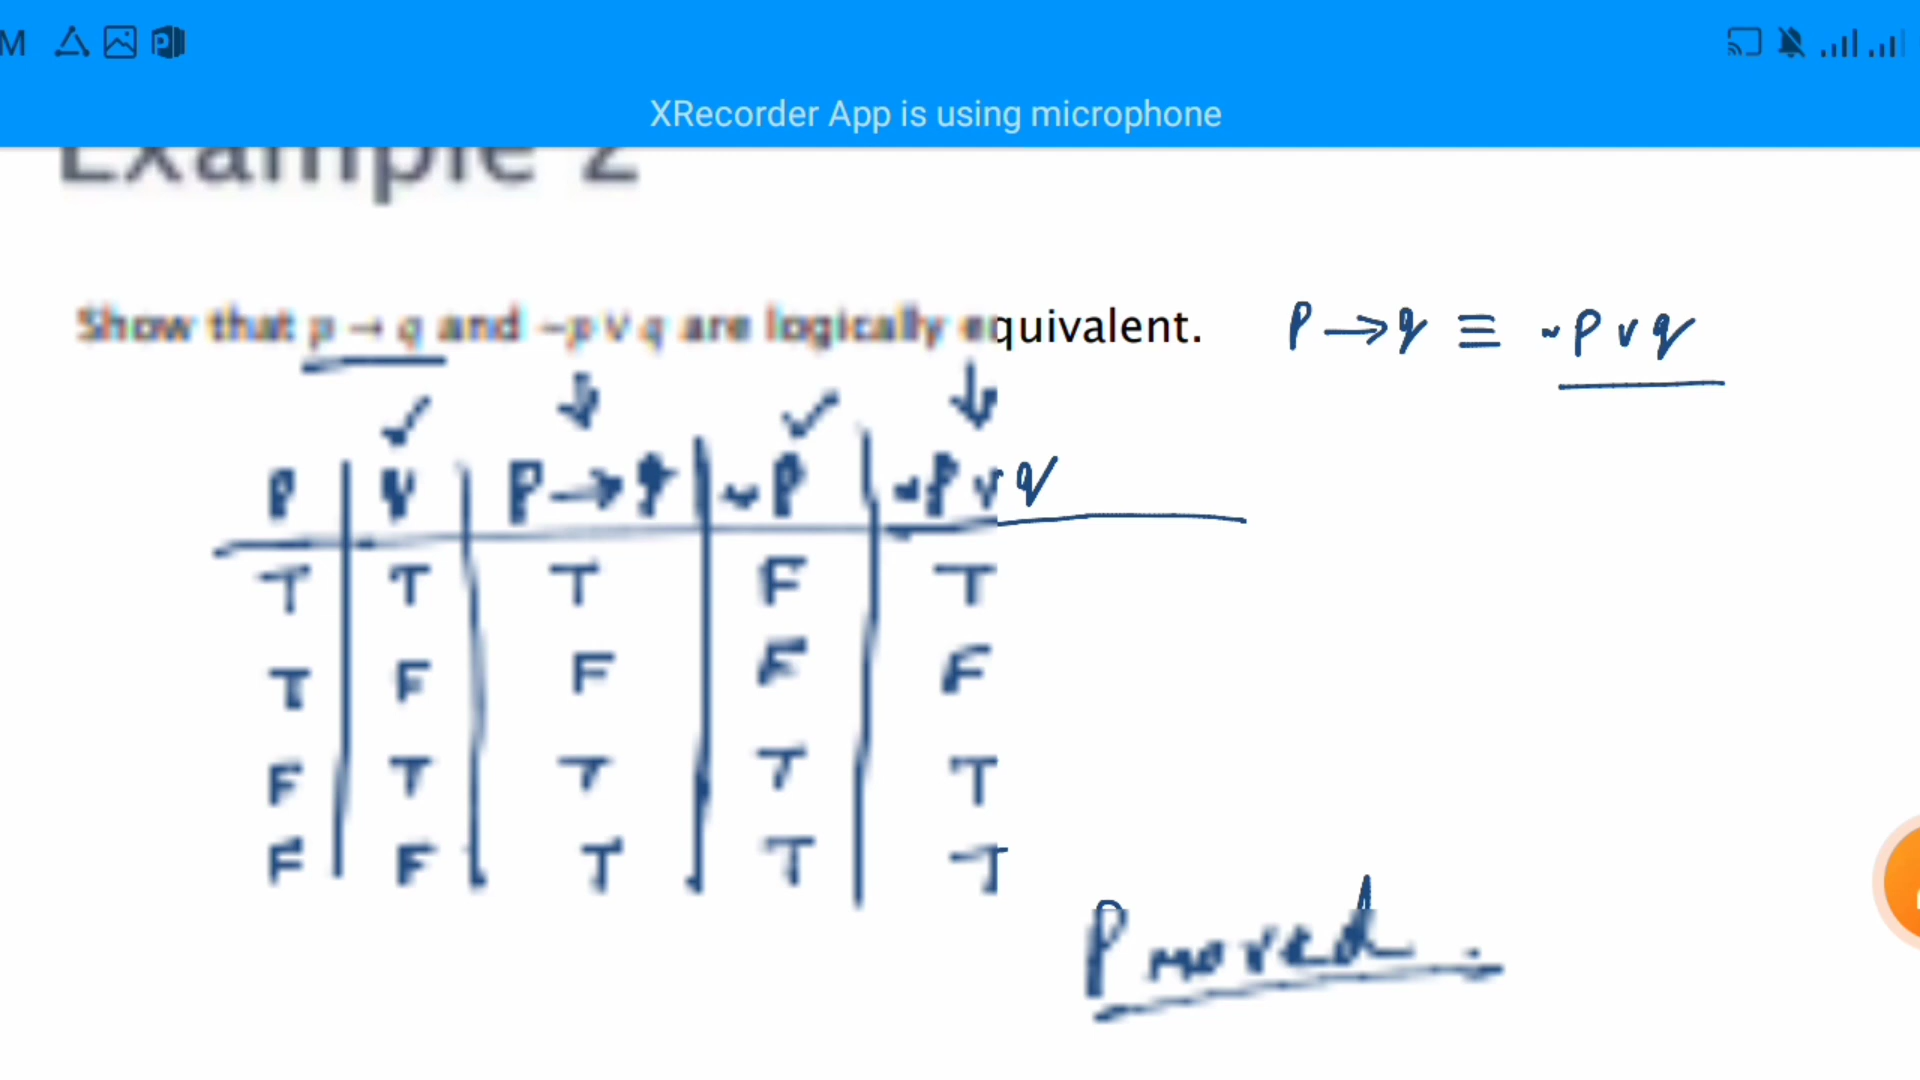 M
XRecorder App is using microphone
Example 2
Show that p → q and ~p ∨ q are logically equivalent.
P → q ≡ ~P ∨ q
P q P → q ~P ~P ∨ q
T T T F T
T F F F F
F T T T T
F F T T T
Proved.